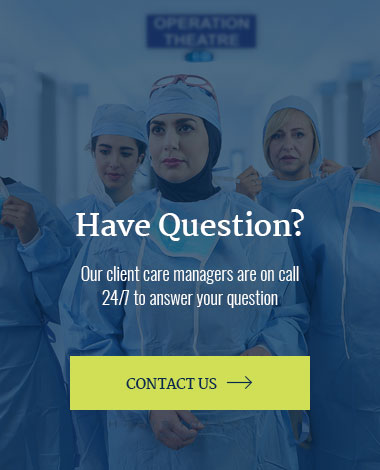 OPERATION
THEATRE
Have Question?
Our client care managers are on call
24/7 to answer your question
CONTACT US →